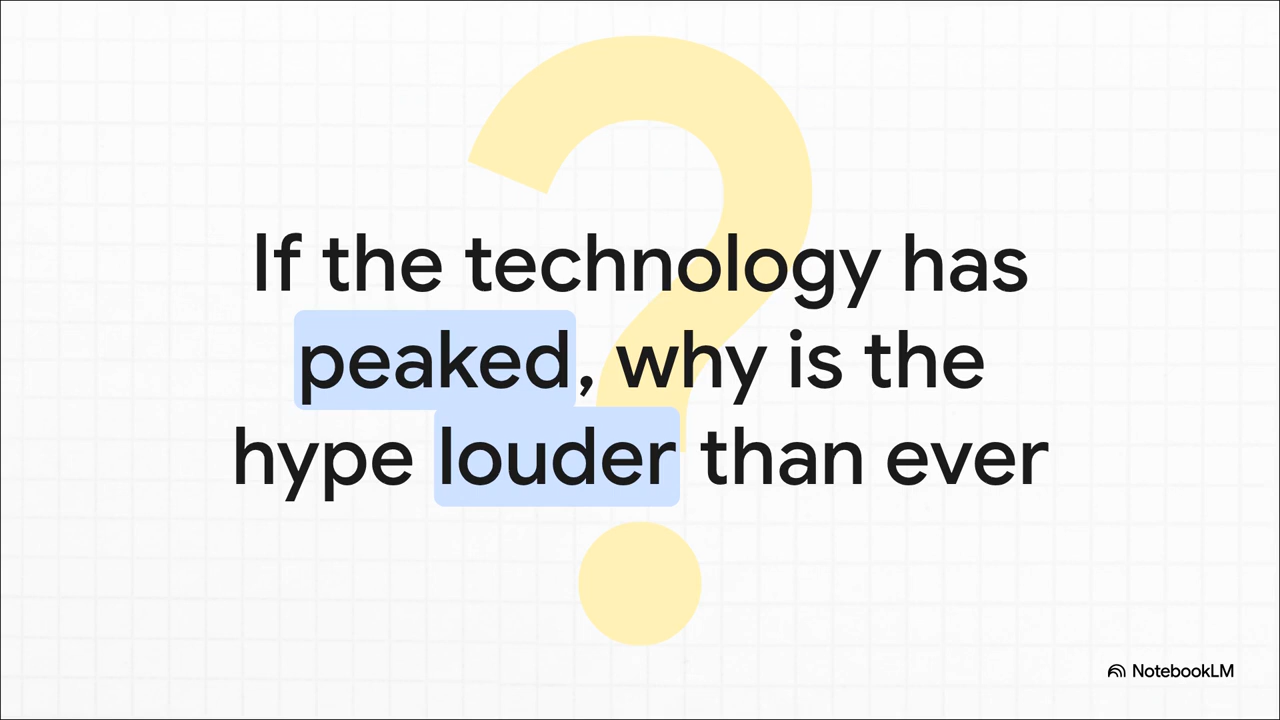 If the technology has
peaked, why is the
hype louder than ever
?
NotebookLM